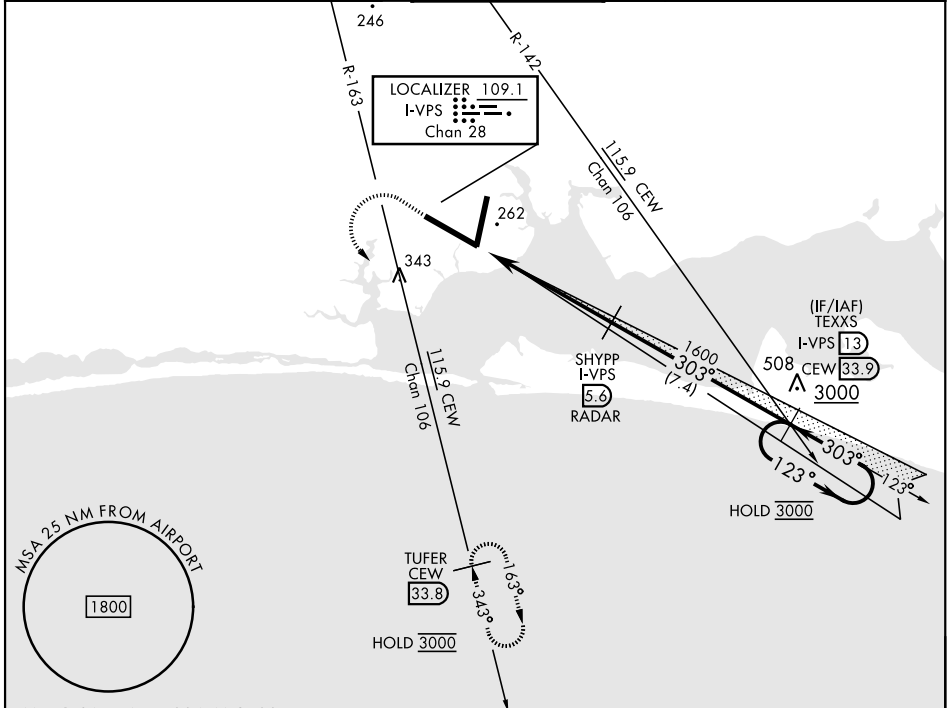 246
R-163
R-142
LOCALIZER 109.1
I-VPS
Chan 28
115.9 CEW
Chan 106
262
343
115.9 CEW
Chan 106
(IF/IAF)
TEXXS
I-VPS 13
CEW 33.9
3000
508
1600
303°
(7.4)
SHYPP
I-VPS
5.6
RADAR
303°
123°
123°
HOLD 3000
MSA 25 NM FROM AIRPORT
1800
TUFER
CEW
33.8
163°
343°
HOLD 3000